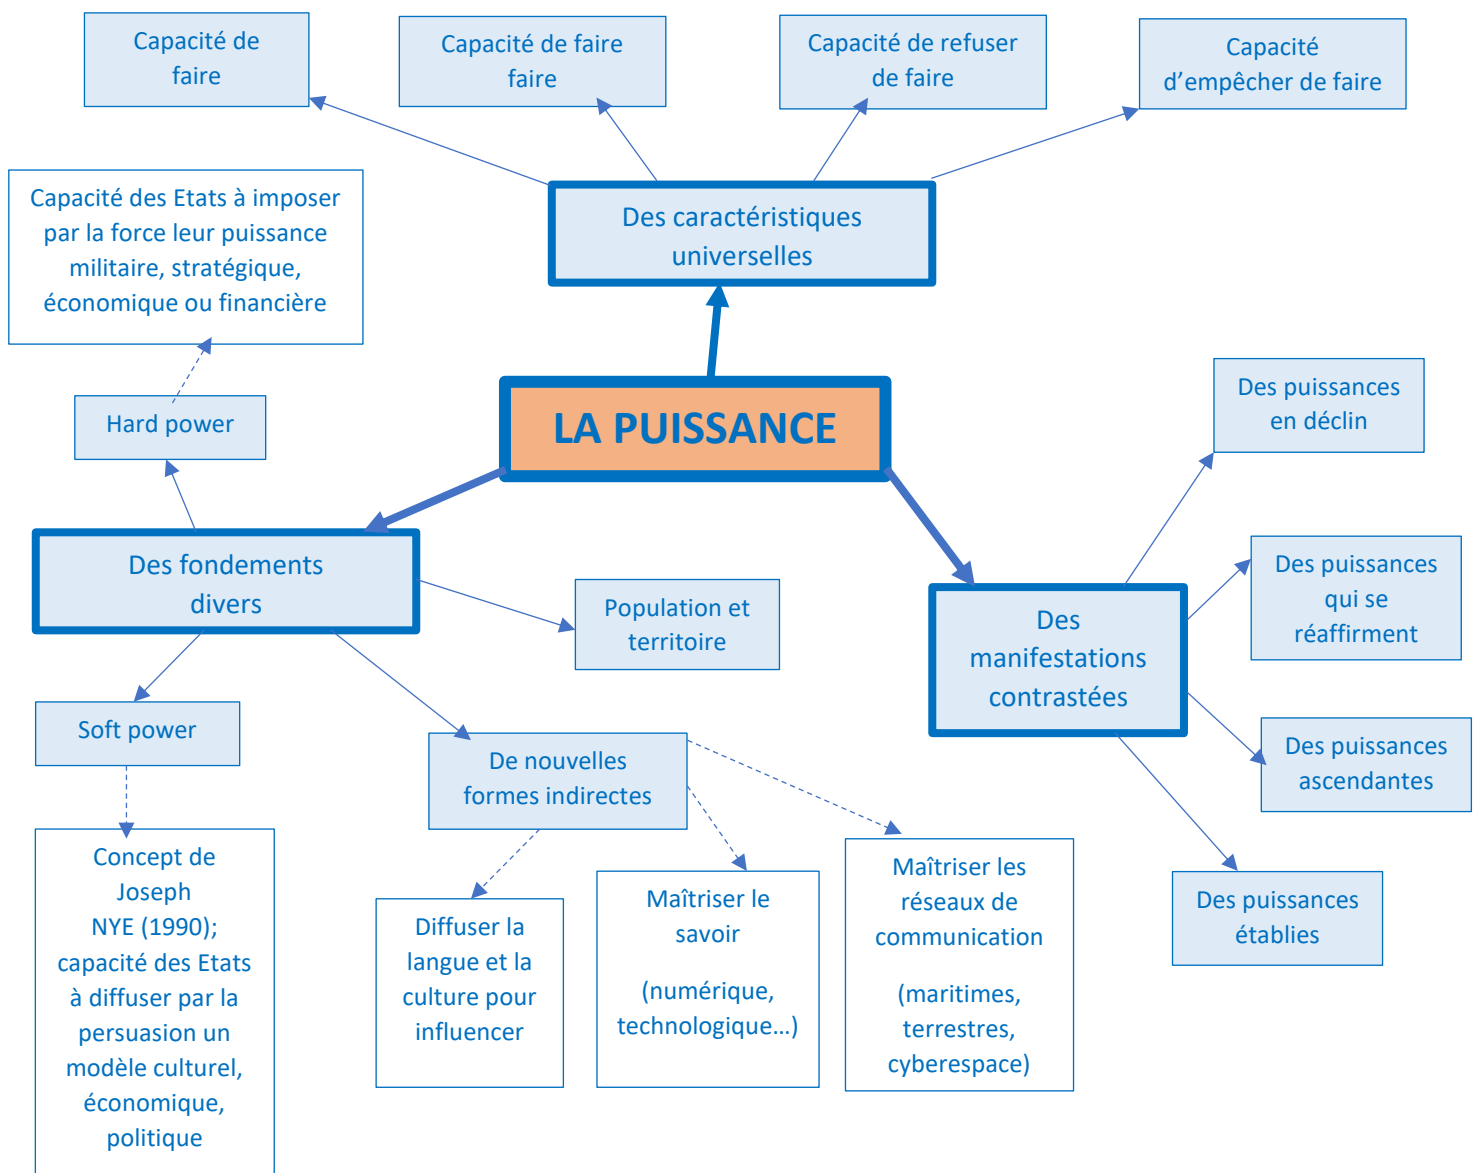 Capacité de
faire
Capacité de faire
faire
Capacité de refuser
de faire
Capacité
d’empêcher de faire
Capacité des Etats à imposer
par la force leur puissance
militaire, stratégique,
économique ou financière
Des caractéristiques
universelles
Hard power
LA PUISSANCE
Des puissances
en déclin
Des fondements
divers
Population et
territoire
Des
manifestations
contrastées
Des puissances
qui se
réaffirment
Soft power
De nouvelles
formes indirectes
Des puissances
ascendantes
Concept de
Joseph
NYE (1990);
capacité des Etats
à diffuser par la
persuasion un
modèle culturel,
économique,
politique
Diffuser la
langue et la
culture pour
influencer
Maîtriser le
savoir
(numérique,
technologique…)
Maîtriser les
réseaux de
communication
(maritimes,
terrestres,
cyberespace)
Des puissances
établies